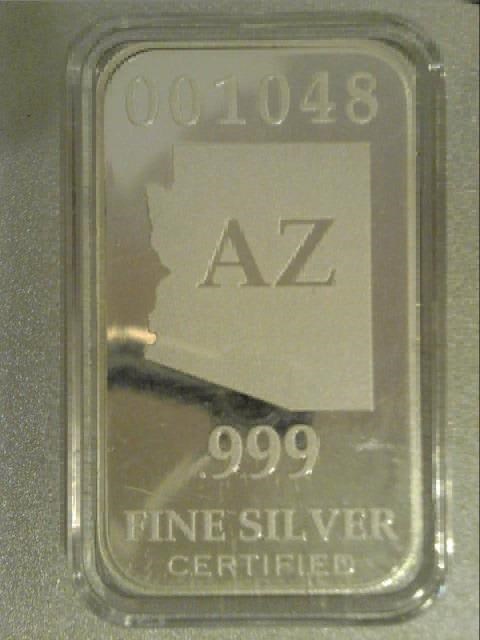 001048
AZ
.999
FINE SILVER
CERTIFIED